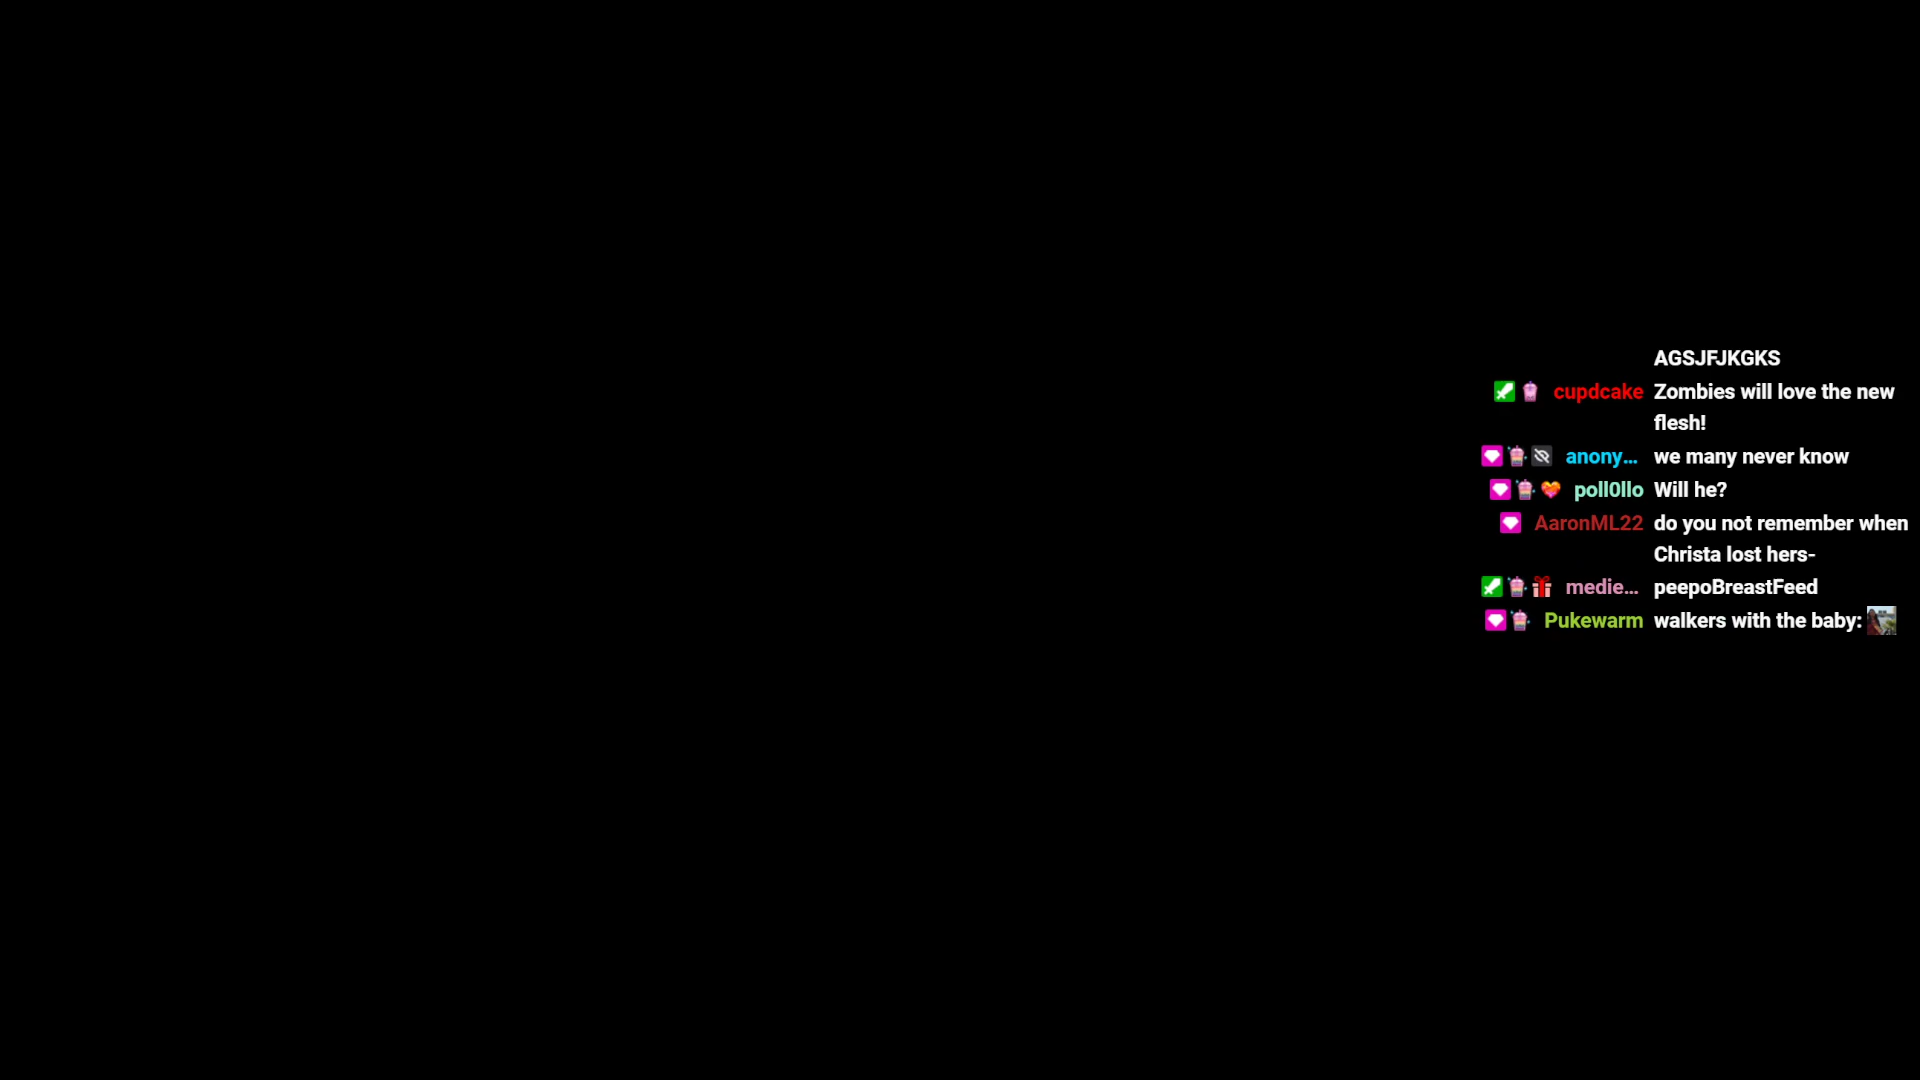 AGSJFJKGKS
cupdcake Zombies will love the new
flesh!
anony... we many never know
poll0llo Will he?
AaronML22 do you not remember when
Christa lost hers-
medie... peepoBreastFeed
Pukewarm walkers with the baby: